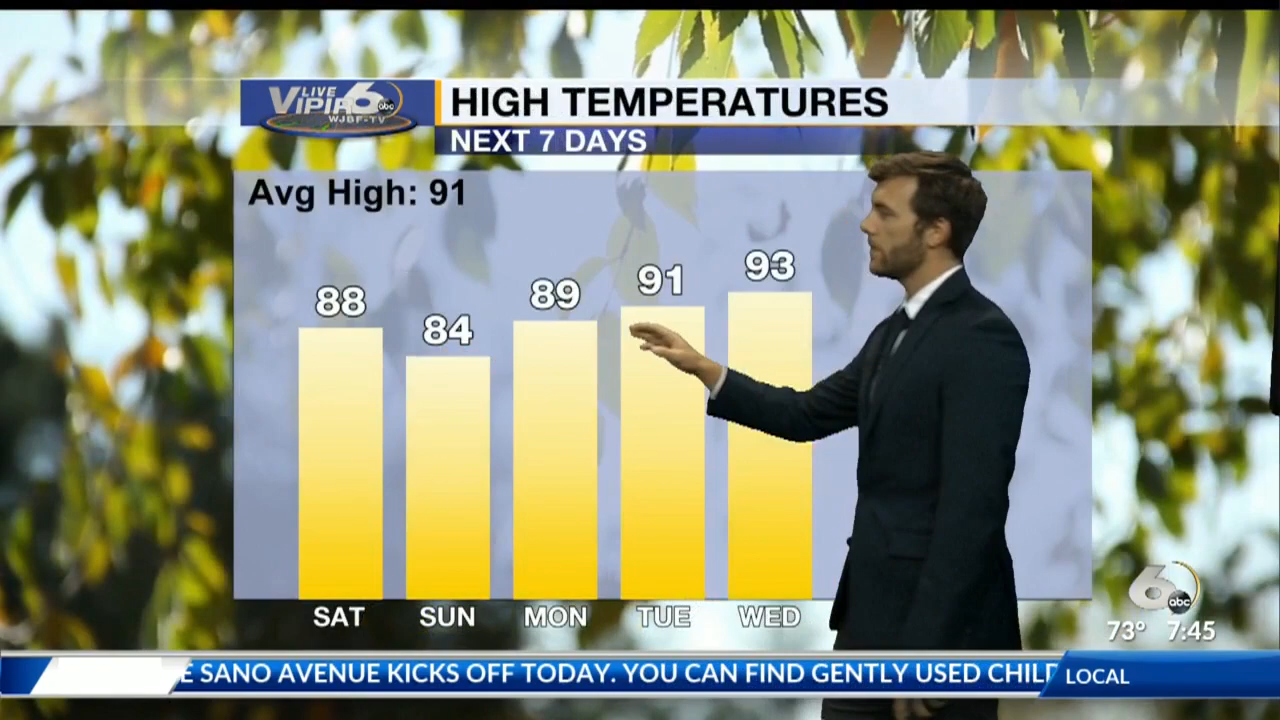 LIVE
VIPIR 6 abc
WJBF-TV
HIGH TEMPERATURES
NEXT 7 DAYS
Avg High: 91
88
84
89
91
93
SAT
SUN
MON
TUE
WED
6 abc
73° 7:45
E SANO AVENUE KICKS OFF TODAY. YOU CAN FIND GENTLY USED CHILD
LOCAL